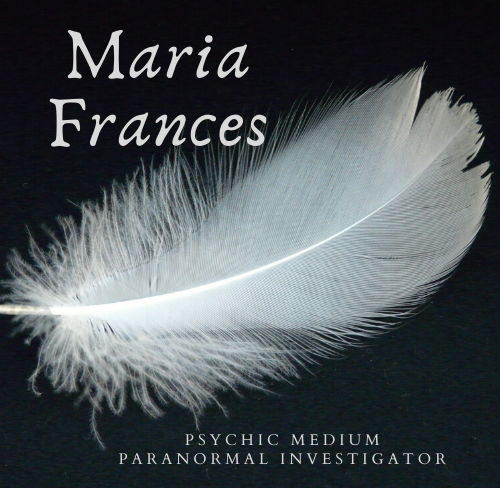 Maria
Frances
PSYCHIC MEDIUM
PARANORMAL INVESTIGATOR